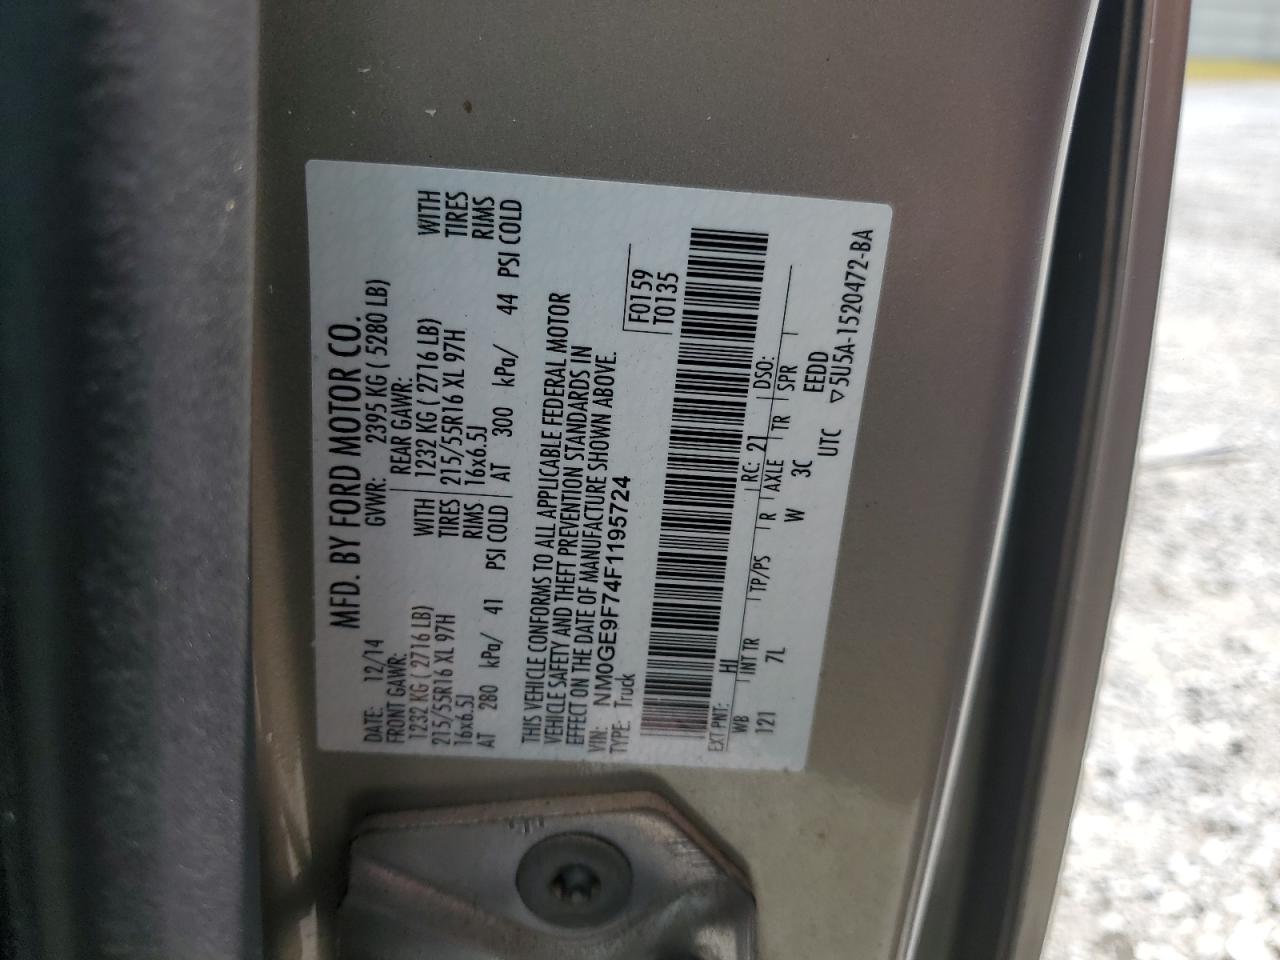 MFD. BY FORD MOTOR CO.
DATE: 12/14 GVWR: 2395 KG ( 5280 LB)
FRONT GAWR: REAR GAWR:
1232 KG ( 2716 LB) WITH 1232 KG ( 2716 LB) WITH
215/55R16 XL 97H TIRES 215/55R16 XL 97H TIRES
16x6.5J RIMS 16x6.5J RIMS
AT 280 kPa/ 41 PSI COLD AT 300 kPa/ 44 PSI COLD
THIS VEHICLE CONFORMS TO ALL APPLICABLE FEDERAL MOTOR
VEHICLE SAFETY AND THEFT PREVENTION STANDARDS IN
EFFECT ON THE DATE OF MANUFACTURE SHOWN ABOVE.
VIN: NM0GE9F74F1195724 F0159
TYPE: Truck T0135
EXT PNT: HJ RC: 21 DSO:
WB INT TR TP/PS R AXLE TR SPR
121 7L W 3C EEDD
UTC ▽5U5A-1520472-BA